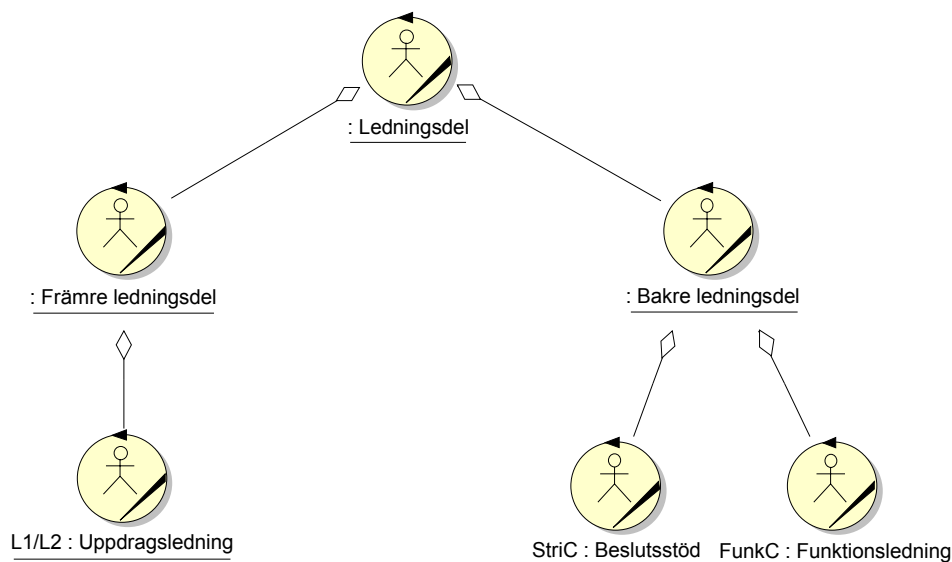 : Ledningsdel
: Främre ledningsdel
: Bakre ledningsdel
L1/L2 : Uppdragsledning
StriC : Beslutsstöd
FunkC : Funktionsledning